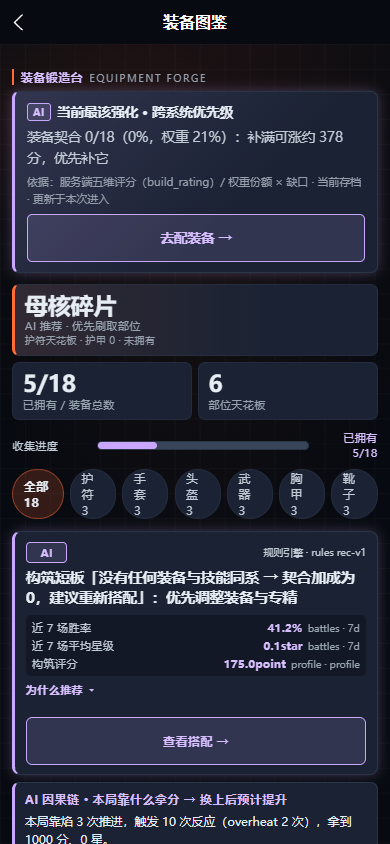 装备图鉴
装备锻造台 EQUIPMENT FORGE
AI 当前最该强化 • 跨系统优先级
装备契合 0/18（0%，权重 21%）：补满可涨约 378
分，优先补它
依据：服务端五维评分（build_rating）/ 权重份额 × 缺口 · 当前存档
· 更新于本次进入
去配装备 →
母核碎片
AI 推荐 · 优先刷取部位
护符天花板 · 护甲 0 · 未拥有
5/18
已拥有 / 装备总数
6
部位天花板
收集进度
已拥有
5/18
全部
18
护
符
3
手
套
3
头
盔
3
武
器
3
胸
甲
3
靴
子
3
AI
规则引擎 · rules rec-v1
构筑短板「没有任何装备与技能同系 → 契合加成为
0，建议重新搭配」：优先调整装备与专精
近 7 场胜率 41.2% battles · 7d
近 7 场平均星级 0.1star battles · 7d
构筑评分 175.0point profile · profile
为什么推荐
查看搭配 →
AI 因果链 • 本局靠什么拿分 → 换上后预计提升
本局靠焰 3 次推进，触发 10 次反应（overheat 2 次），拿到
1000 分、0 星。